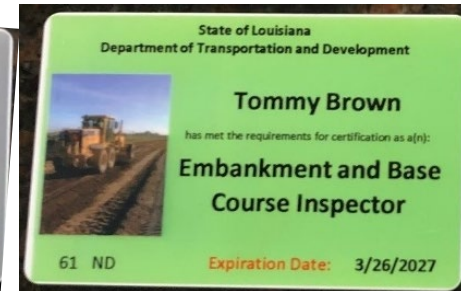 State of Louisiana
Department of Transportation and Development
Tommy Brown
has met the requirements for certification as a(n):
Embankment and Base
Course Inspector
61 ND
Expiration Date: 3/26/2027